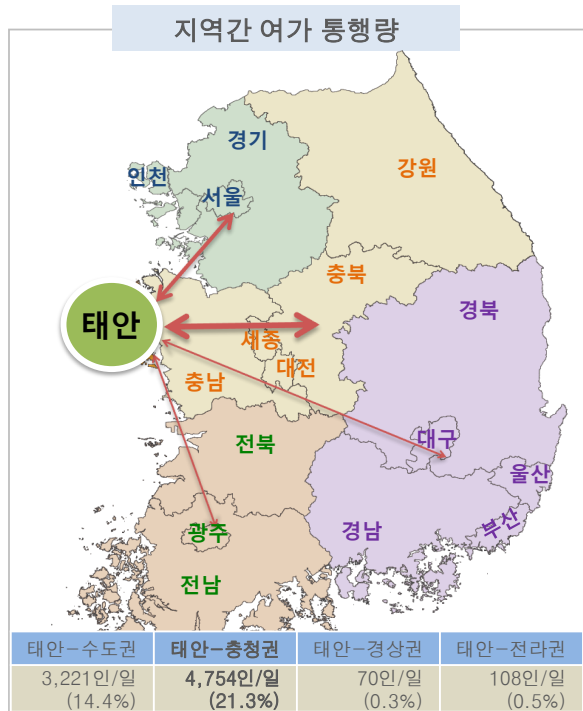 지역간 여가 통행량
경기
강원
인천
서울
충북
경북
태안
세종
대전
충남
대구
전북
울산
부산
경남
광주
전남
태안-수도권 태안-충청권 태안-경상권 태안-전라권
3,221인/일 4,754인/일 70인/일 108인/일
(14.4%) (21.3%) (0.3%) (0.5%)